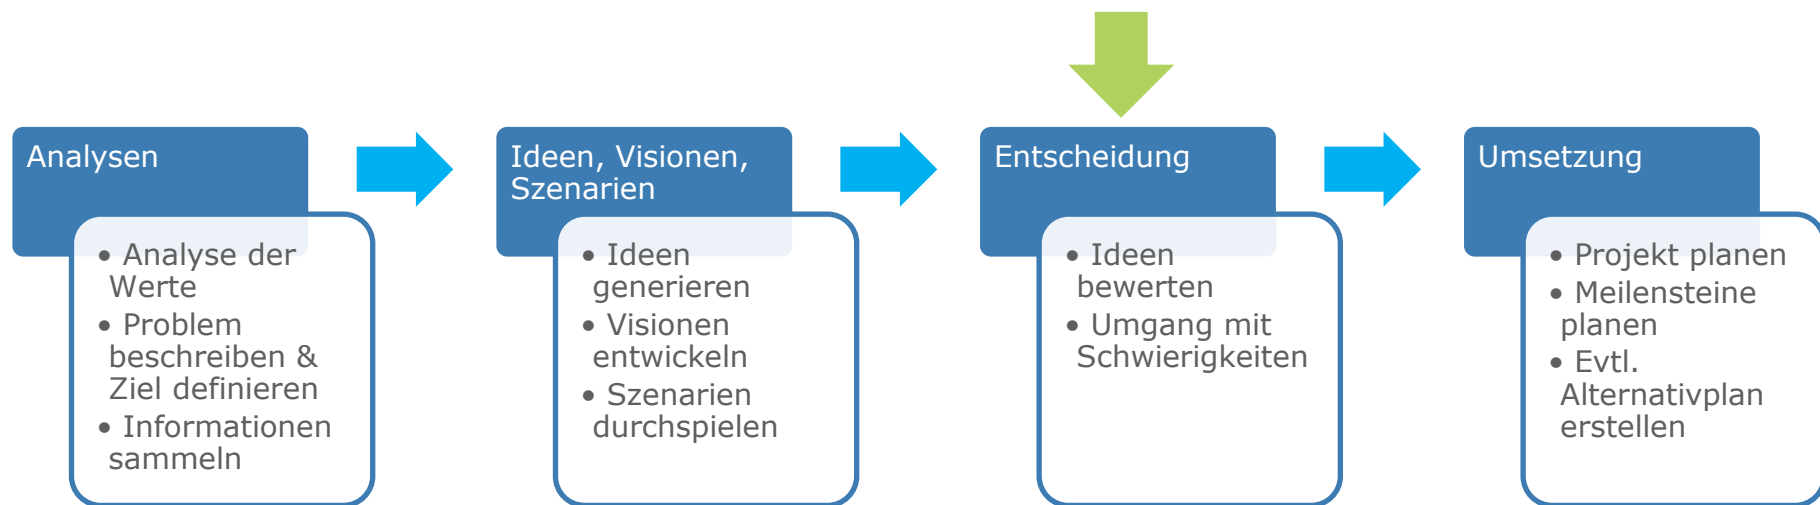 Analysen
• Analyse der
Werte
• Problem
beschreiben &
Ziel definieren
• Informationen
sammeln
Ideen, Visionen,
Szenarien
• Ideen
generieren
• Visionen
entwickeln
• Szenarien
durchspielen
Entscheidung
• Ideen
bewerten
• Umgang mit
Schwierigkeiten
Umsetzung
• Projekt planen
• Meilensteine
planen
• Evtl.
Alternativplan
erstellen